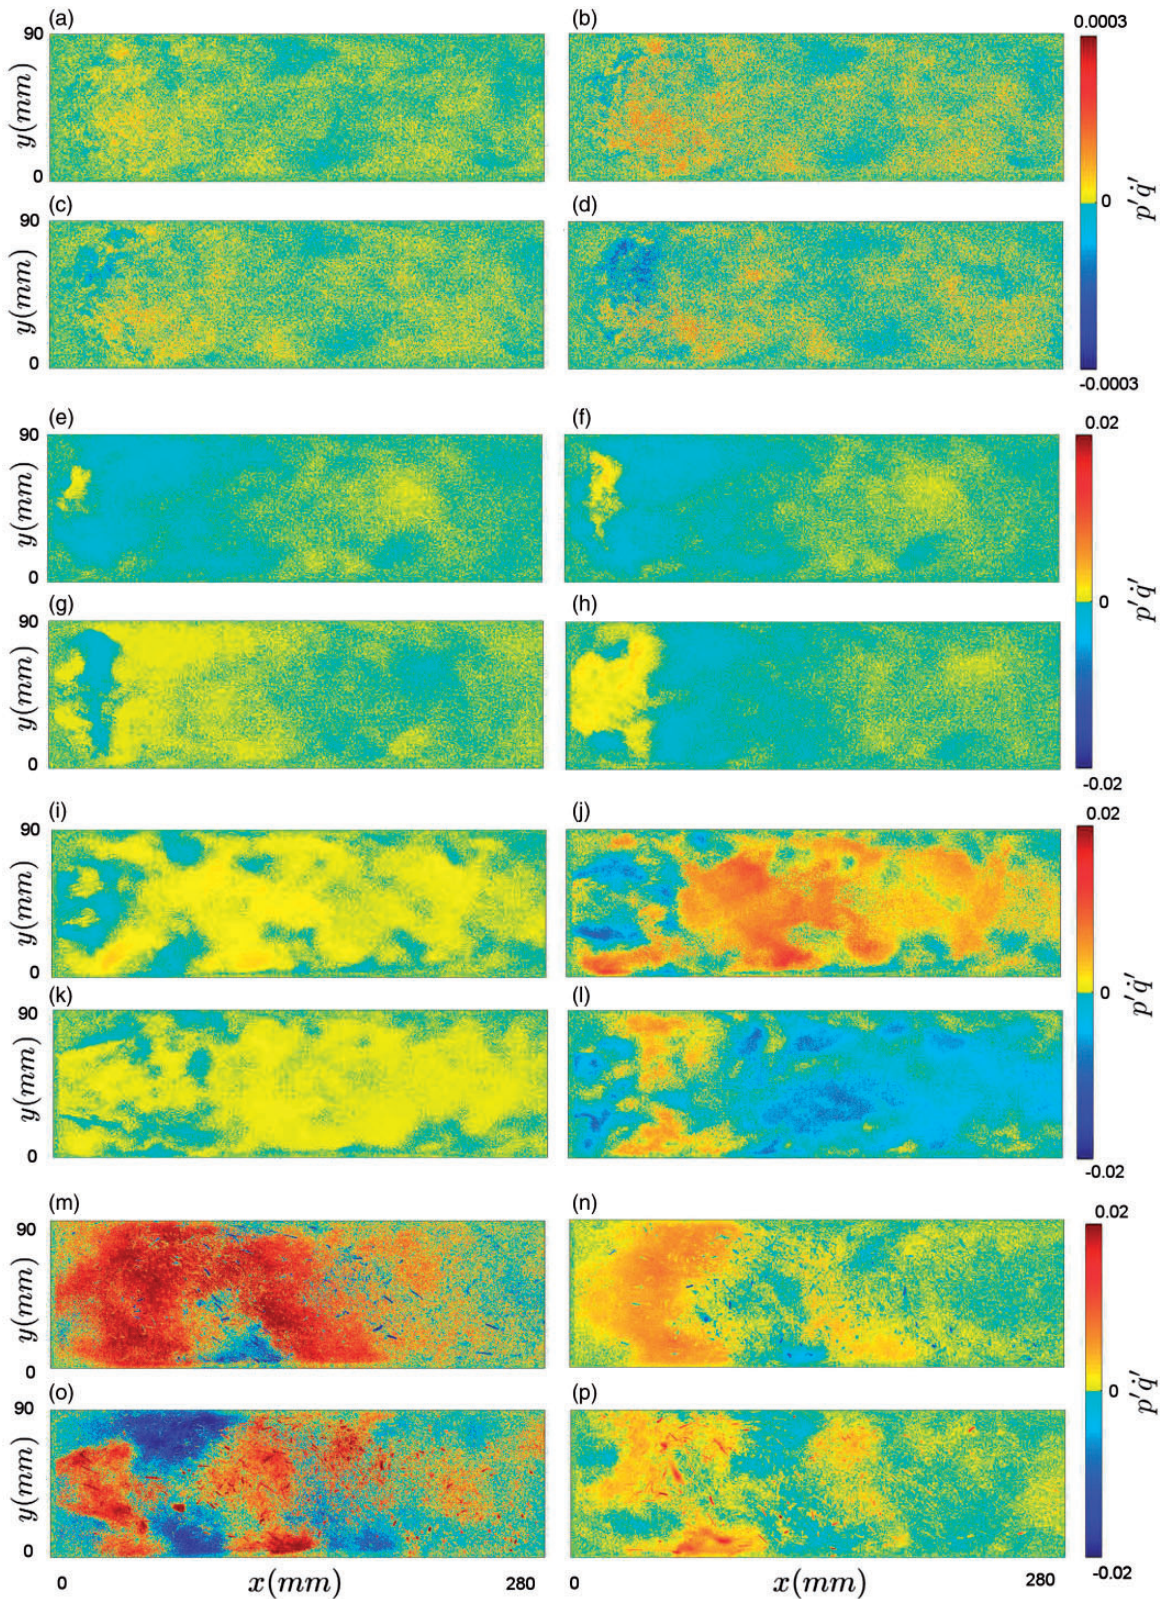 (a) (b) 0.0003
90
y(mm)
0
0
p′q̇′
(c) (d)
90
y(mm)
0
-0.0003
(e) (f) 0.02
90
y(mm)
0
0
p′q̇′
(g) (h)
90
y(mm)
0
-0.02
(i) (j) 0.02
90
y(mm)
0
0
p′q̇′
(k) (l)
90
y(mm)
0
-0.02
(m) (n) 0.02
90
y(mm)
0
0
p′q̇′
(o) (p)
90
y(mm)
0
-0.02
0 x(mm) 280 0 x(mm) 280